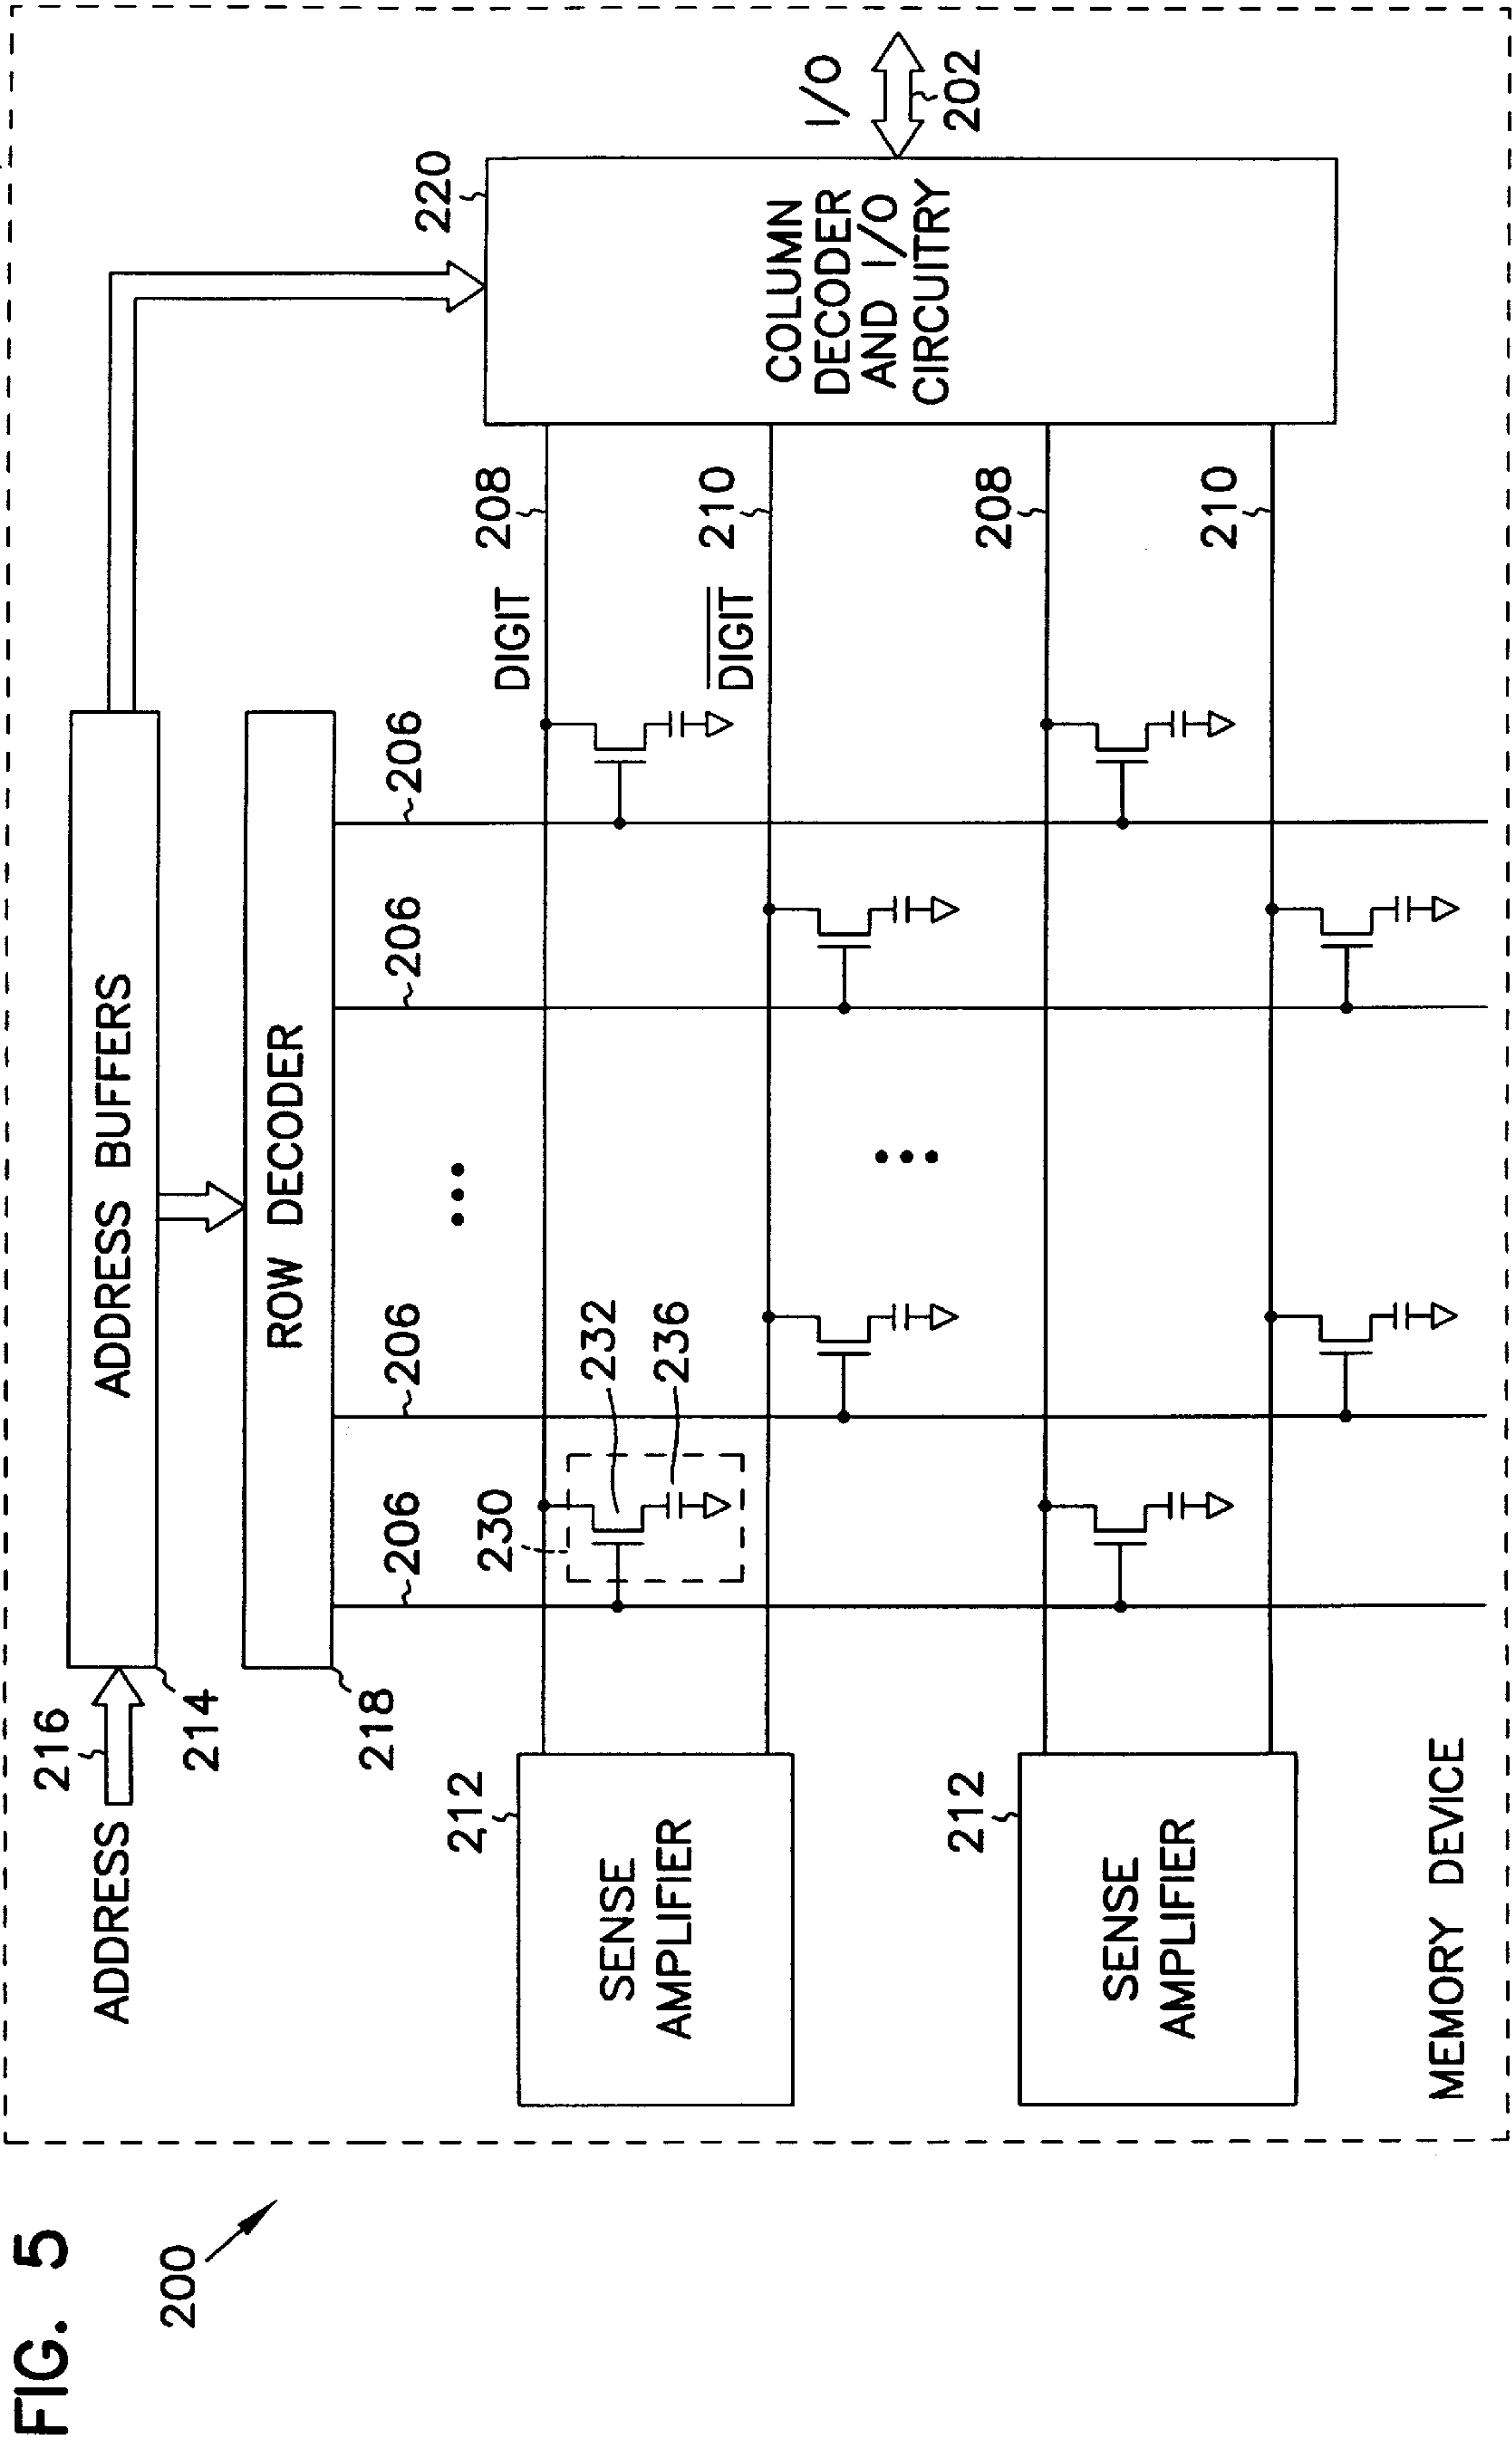 FIG. 5
200
ADDRESS
216
214
ADDRESS BUFFERS
218
ROW DECODER
206
206
206
206
220
COLUMN
DECODER
AND I/O
CIRCUITRY
I/O
202
212
SENSE
AMPLIFIER
230
232
236
DIGIT
208
DIGIT
210
212
SENSE
AMPLIFIER
208
210
MEMORY DEVICE